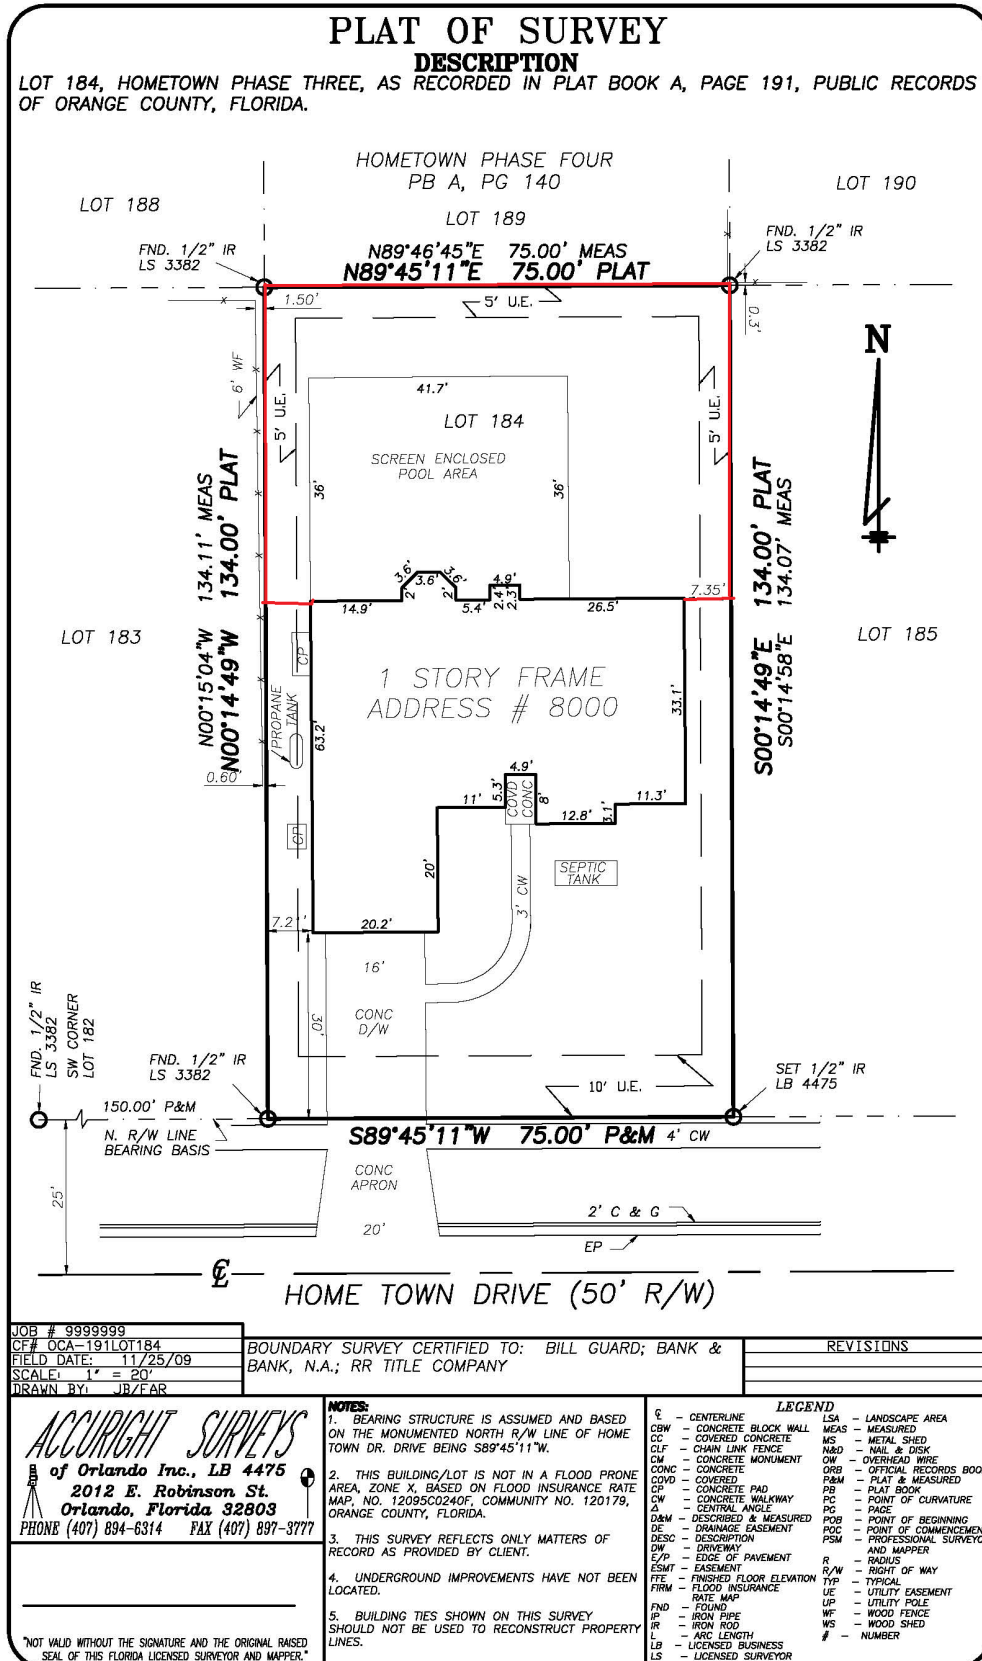 PLAT OF SURVEY
DESCRIPTION
LOT 184, HOMETOWN PHASE THREE, AS RECORDED IN PLAT BOOK A, PAGE 191, PUBLIC RECORDS
OF ORANGE COUNTY, FLORIDA.
HOMETOWN PHASE FOUR
PB A, PG 140
LOT 188
LOT 189
LOT 190
FND. 1/2" IR
LS 3382
N89°46'45"E 75.00' MEAS
N89°45'11"E 75.00' PLAT
FND. 1/2" IR
LS 3382
1.50'
5' U.E.
0.3'
N
6' WF
5' U.E.
5' U.E.
41.7'
LOT 184
SCREEN ENCLOSED
POOL AREA
36'
36'
N00°15'04"W 134.11' MEAS
N00°14'49"W 134.00' PLAT
S00°14'49"E 134.00' PLAT
S00°14'58"E 134.07' MEAS
3.6'
3.6'
3.6'
2'
2'
4.9'
2.4'
2.3'
14.9'
5.4'
26.5'
7.35'
LOT 183
LOT 185
CP
1 STORY FRAME
ADDRESS # 8000
PROPANE
TANK
63.2'
33.1'
0.60'
4.9'
5.3'
COVD
CONC
8'
11'
12.8'
3.1'
11.3'
CP
20'
3' CW
SEPTIC
TANK
7.21'
20.2'
16'
CONC
D/W
30'
FND. 1/2" IR
LS 3382
SW CORNER
LOT 182
FND. 1/2" IR
LS 3382
10' U.E.
SET 1/2" IR
LB 4475
150.00' P&M
N. R/W LINE
BEARING BASIS
S89°45'11"W 75.00' P&M 4' CW
CONC
APRON
25'
20'
2' C & G
EP
HOME TOWN DRIVE (50' R/W)
JOB # 9999999
CF# OCA-191LOT184
FIELD DATE: 11/25/09
SCALE: 1" = 20'
DRAWN BY: JB/FAR
BOUNDARY SURVEY CERTIFIED TO: BILL GUARD; BANK &
BANK, N.A.; RR TITLE COMPANY
REVISIONS
ACCURIGHT SURVEYS
of Orlando Inc., LB 4475
2012 E. Robinson St.
Orlando, Florida 32803
PHONE (407) 894-6314 FAX (407) 897-3777
"NOT VALID WITHOUT THE SIGNATURE AND THE ORIGINAL RAISED
SEAL OF THIS FLORIDA LICENSED SURVEYOR AND MAPPER."
NOTES:
1. BEARING STRUCTURE IS ASSUMED AND BASED
ON THE MONUMENTED NORTH R/W LINE OF HOME
TOWN DR. DRIVE BEING S89°45'11"W.
2. THIS BUILDING/LOT IS NOT IN A FLOOD PRONE
AREA, ZONE X, BASED ON FLOOD INSURANCE RATE
MAP, NO. 12095C0240F, COMMUNITY NO. 120179,
ORANGE COUNTY, FLORIDA.
3. THIS SURVEY REFLECTS ONLY MATTERS OF
RECORD AS PROVIDED BY CLIENT.
4. UNDERGROUND IMPROVEMENTS HAVE NOT BEEN
LOCATED.
5. BUILDING TIES SHOWN ON THIS SURVEY
SHOULD NOT BE USED TO RECONSTRUCT PROPERTY
LINES.
LEGEND
℄ – CENTERLINE
CBW – CONCRETE BLOCK WALL
CC – COVERED CONCRETE
CLF – CHAIN LINK FENCE
CM – CONCRETE MONUMENT
CONC – CONCRETE
COVD – COVERED
CP – CONCRETE PAD
CW – CONCRETE WALKWAY
Δ – CENTRAL ANGLE
D&M – DESCRIBED & MEASURED
DE – DRAINAGE EASEMENT
DESC – DESCRIPTION
DW – DRIVEWAY
E/P – EDGE OF PAVEMENT
ESMT – EASEMENT
FFE – FINISHED FLOOR ELEVATION
FIRM – FLOOD INSURANCE
RATE MAP
FND – FOUND
IP – IRON PIPE
IR – IRON ROD
L – ARC LENGTH
LB – LICENSED BUSINESS
LS – LICENSED SURVEYOR
LSA – LANDSCAPE AREA
MEAS – MEASURED
MS – METAL SHED
N&D – NAIL & DISK
OW – OVERHEAD WIRE
ORB – OFFICIAL RECORDS BOO
P&M – PLAT & MEASURED
PB – PLAT BOOK
PC – POINT OF CURVATURE
PG – PAGE
POB – POINT OF BEGINNING
POC – POINT OF COMMENCEMEN
PSM – PROFESSIONAL SURVEYO
AND MAPPER
R – RADIUS
R/W – RIGHT OF WAY
TYP – TYPICAL
UE – UTILITY EASEMENT
UP – UTILITY POLE
WF – WOOD FENCE
WS – WOOD SHED
# – NUMBER